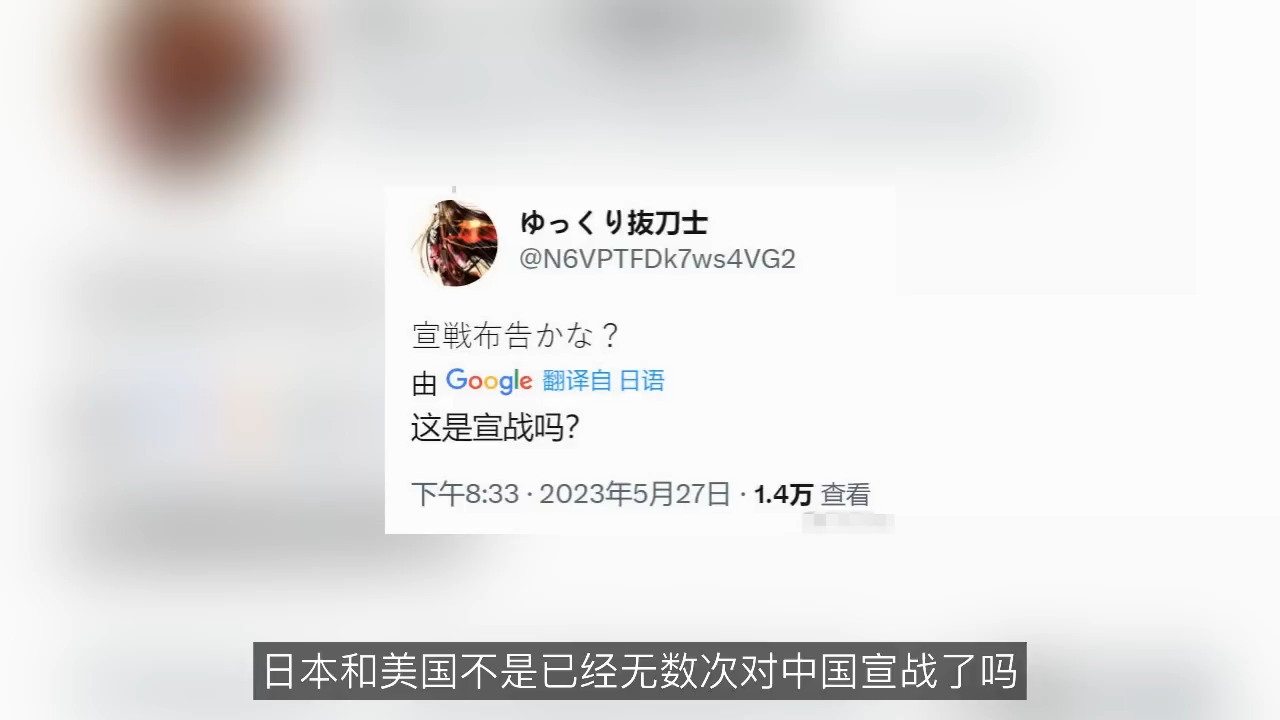 ゆっくり抜刀士
@N6VPTFDk7ws4VG2
宣戦布告かな？
由 Google 翻译自 日语
这是宣战吗?
下午8:33 · 2023年5月27日 · 1.4万 查看
日本和美国不是已经无数次对中国宣战了吗